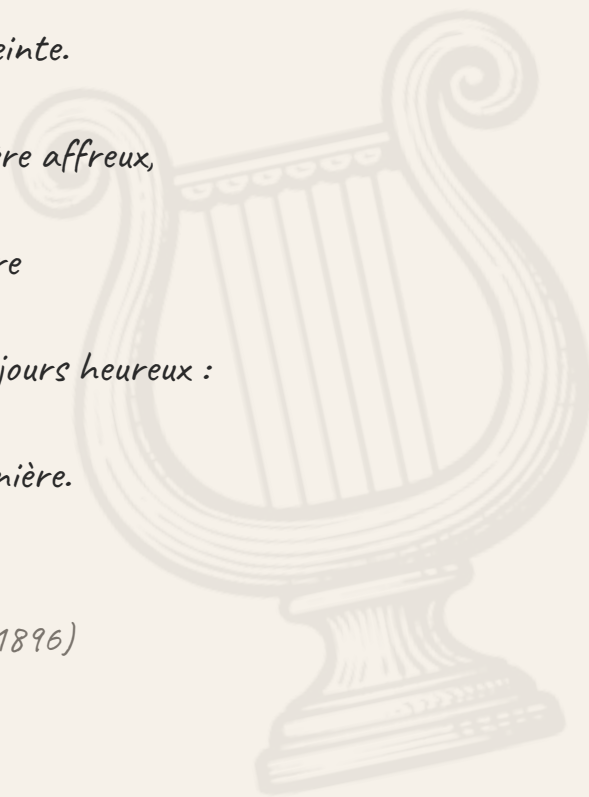 einte.
re affreux,
re
jours heureux :
nière.
1896)